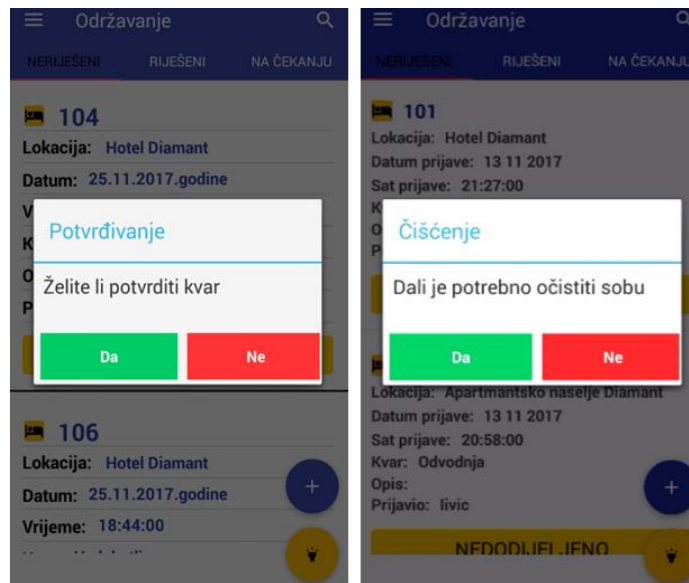 Održavanje
NERIJEŠENI RIJEŠENI NA ČEKANJU
104
Lokacija: Hotel Diamant
Datum: 25.11.2017.godine
V
K
O
P
Potvrđivanje
Želite li potvrditi kvar
Da Ne
106
Lokacija: Hotel Diamant
Datum: 25.11.2017.godine
Vrijeme: 18:44:00
Održavanje
NERIJEŠENI RIJEŠENI NA ČEKANJU
101
Lokacija: Hotel Diamant
Datum prijave: 13 11 2017
Sat prijave: 21:27:00
K
O
P
Čišćenje
Dali je potrebno očistiti sobu
Da Ne
Lokacija: Apartmantsko naselje Diamant
Datum prijave: 13 11 2017
Sat prijave: 20:58:00
Kvar: Odvodnja
Opis:
Prijavio: livic
NEDODIJELJENO